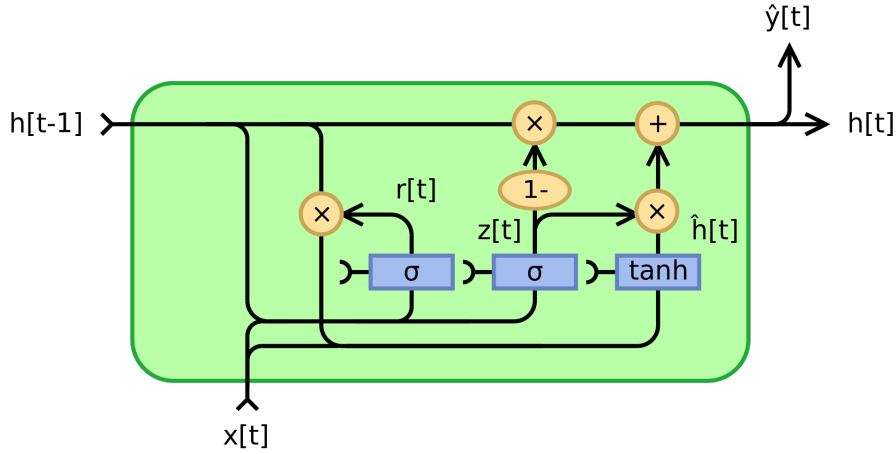 ŷ[t]
h[t-1]
×
+
h[t]
1-
r[t]
×
×
z[t]
ĥ[t]
σ
σ
tanh
x[t]